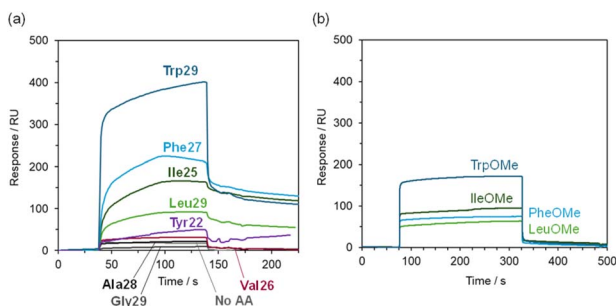 (a)
500
400
300
200
100
0
Response / RU
Trp29
Phe27
Ile25
Leu29
Tyr22
0 50 100 150 200
Time / s
Ala28
Gly29
No AA
Val26
(b)
500
400
300
200
100
0
Response / RU
TrpOMe
IleOMe
PheOMe
LeuOMe
0 100 200 300 400 500
Time / s